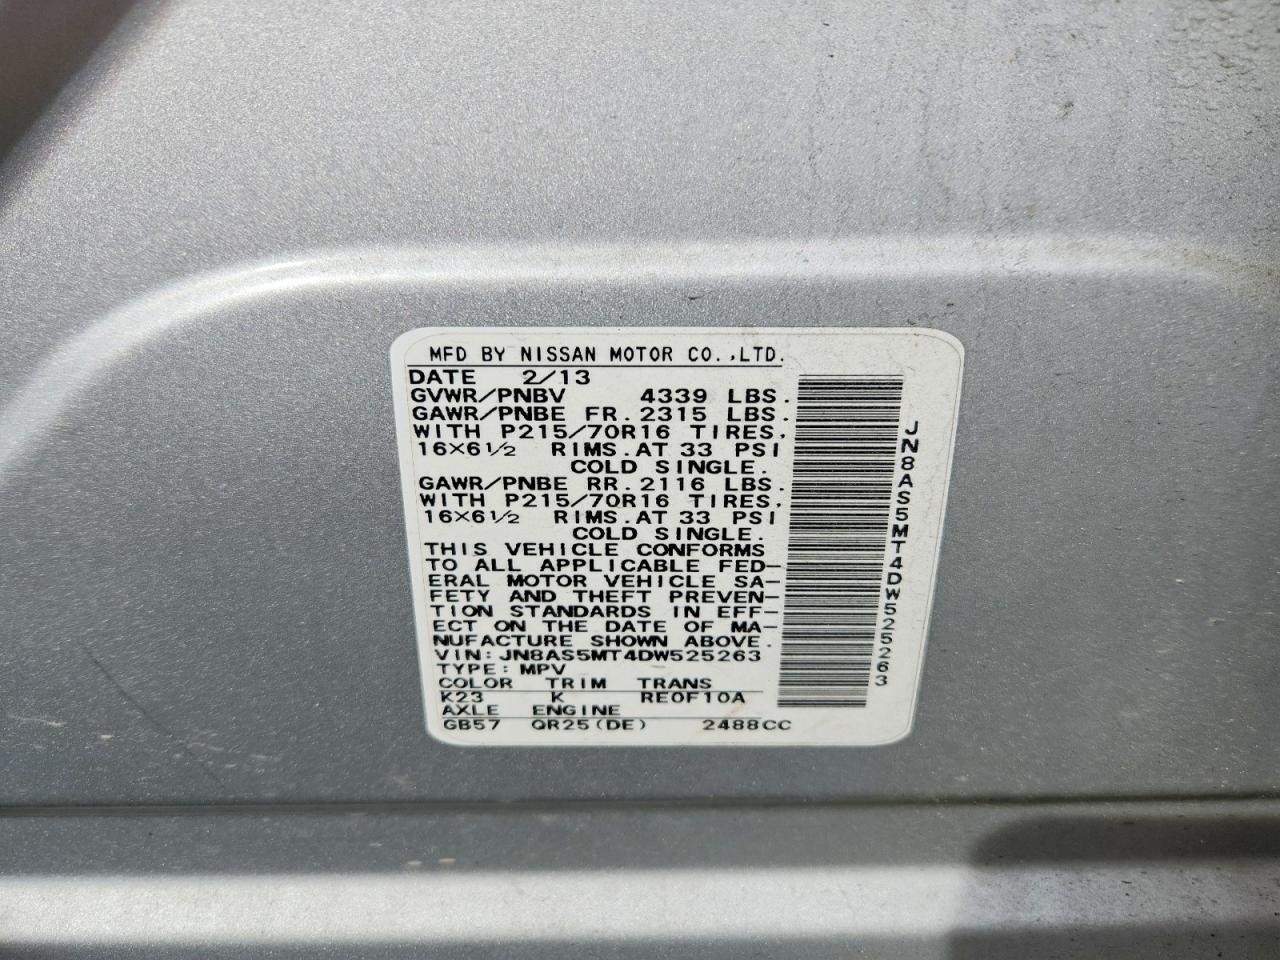 MFD BY NISSAN MOTOR CO.,LTD.
DATE 2/13
GVWR/PNBV 4339 LBS.
GAWR/PNBE FR. 2315 LBS.
WITH P215/70R16 TIRES,
16×6½ RIMS. AT 33 PSI
COLD SINGLE.
GAWR/PNBE RR. 2116 LBS.
WITH P215/70R16 TIRES,
16×6½ RIMS. AT 33 PSI
COLD SINGLE.
THIS VEHICLE CONFORMS
TO ALL APPLICABLE FED-
ERAL MOTOR VEHICLE SA-
FETY AND THEFT PREVEN-
TION STANDARDS IN EFF-
ECT ON THE DATE OF MA-
NUFACTURE SHOWN ABOVE.
VIN: JN8AS5MT4DW525263
TYPE: MPV
COLOR TRIM TRANS
K23 K RE0F10A
AXLE ENGINE
GB57 QR25(DE) 2488CC
JN8AS5MT4DW525263